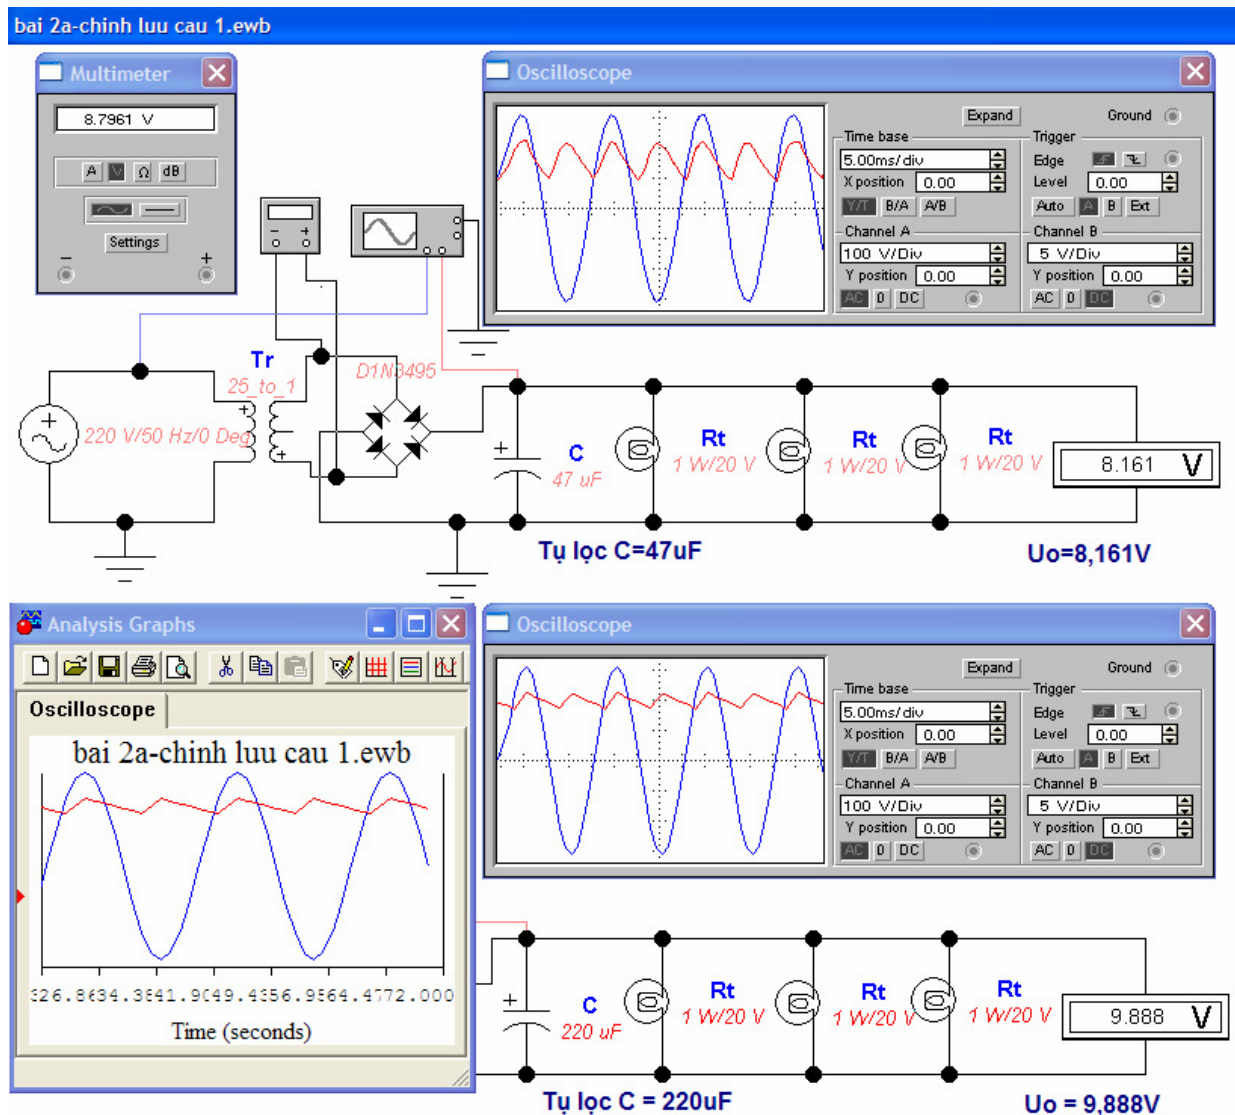 bai 2a-chinh luu cau 1.ewb
Multimeter
8.7961 V
A V Ω dB
Settings
− +
Oscilloscope
Expand Ground
Time base Trigger
5.00ms/div Edge
X position 0.00 Level 0.00
Y/T B/A A/B Auto A B Ext
Channel A Channel B
100 V/Div 5 V/Div
Y position 0.00 Y position 0.00
AC 0 DC AC 0 DC
− +
Tr
25_to_1
D1N3495
220 V/50 Hz/0 Deg
C
47 uF
Rt
1 W/20 V
Rt
1 W/20 V
Rt
1 W/20 V
8.161 V
Tụ lọc C=47uF
Uo=8,161V
Analysis Graphs
Oscilloscope
bai 2a-chinh luu cau 1.ewb
Time (seconds)
Oscilloscope
Expand Ground
Time base Trigger
5.00ms/div Edge
X position 0.00 Level 0.00
Y/T B/A A/B Auto A B Ext
Channel A Channel B
100 V/Div 5 V/Div
Y position 0.00 Y position 0.00
AC 0 DC AC 0 DC
C
220 uF
Rt
1 W/20 V
Rt
1 W/20 V
Rt
1 W/20 V
9.888 V
Tụ lọc C = 220uF
Uo = 9,888V